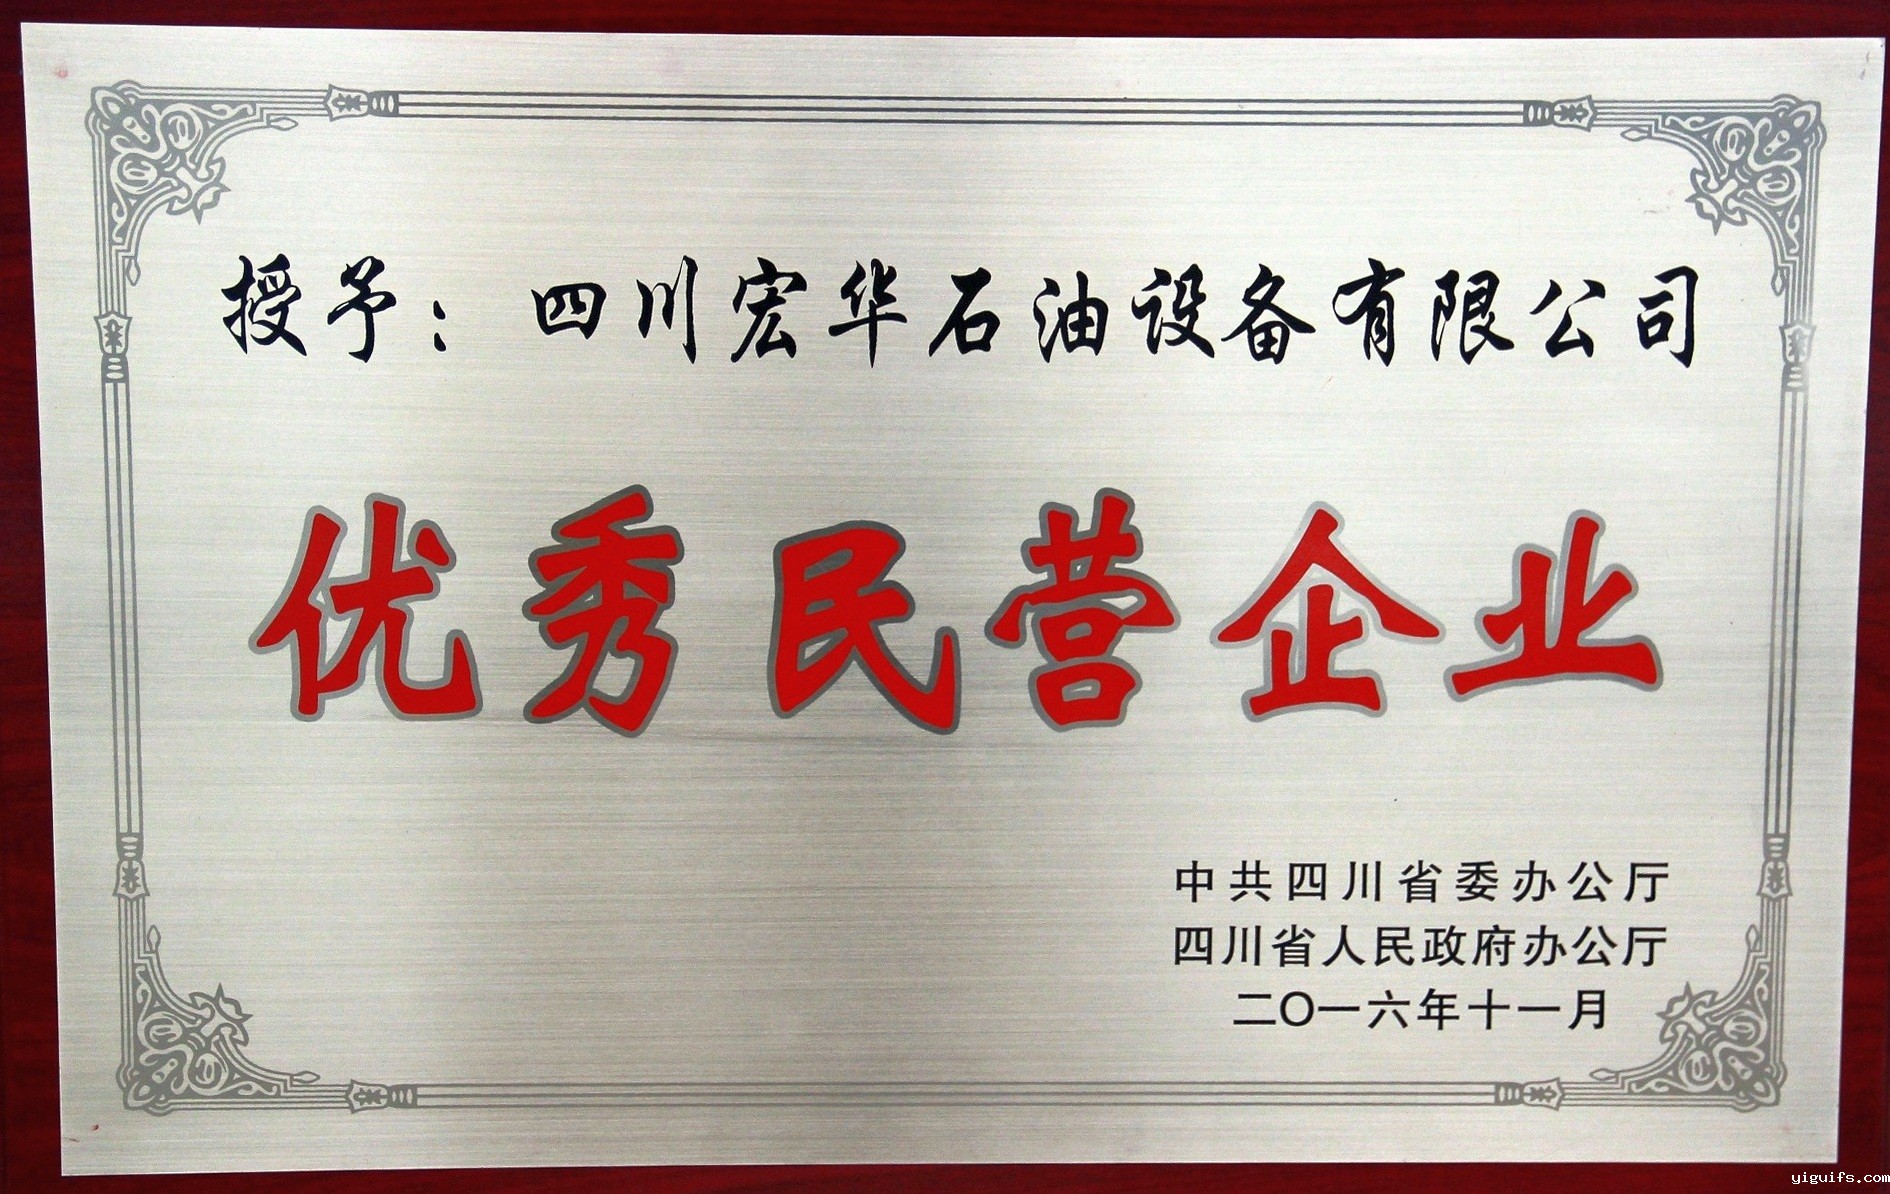 授予：四川宏华石油设备有限公司
优秀民营企业
中共四川省委办公厅
四川省人民政府办公厅
二〇一六年十一月
yiguifs.com